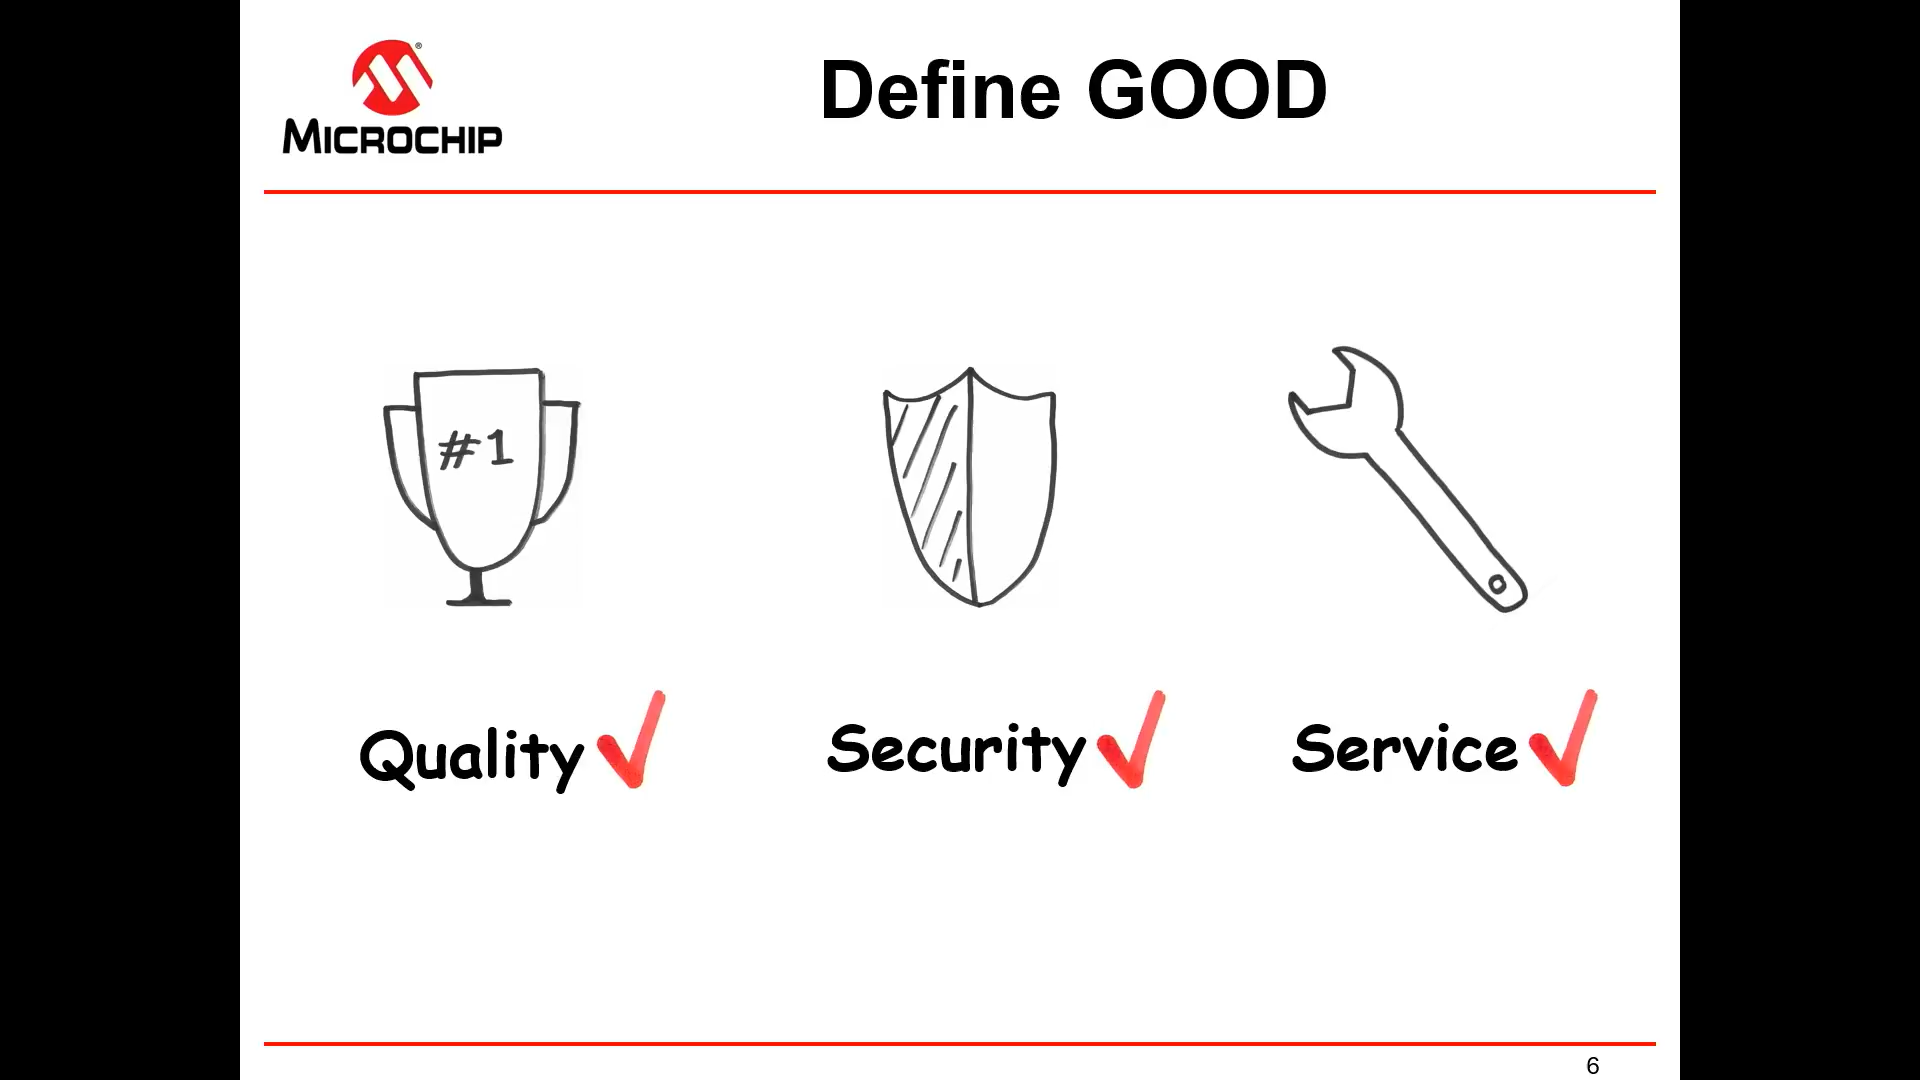 MICROCHIP
Define GOOD
#1
Quality
Security
Service
6